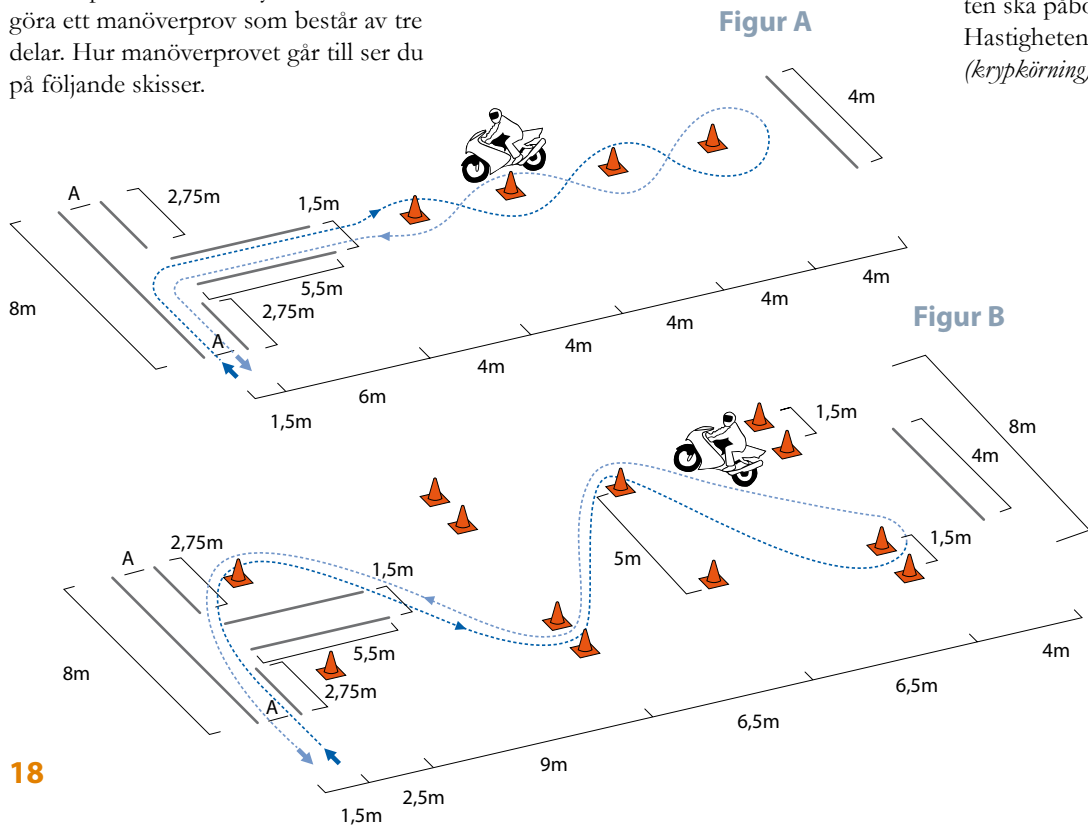 göra ett manöverprov som består av tre
delar. Hur manöverprovet går till ser du
på följande skisser.
ten ska påbö
Hastigheten
(krypkörning)
Figur A
4m
A
2,75m
1,5m
8m
5,5m
2,75m
A
1,5m
6m
4m
4m
4m
4m
4m
Figur B
1,5m
8m
4m
A
2,75m
1,5m
1,5m
5m
8m
5,5m
2,75m
A
1,5m
2,5m
9m
6,5m
6,5m
4m
18